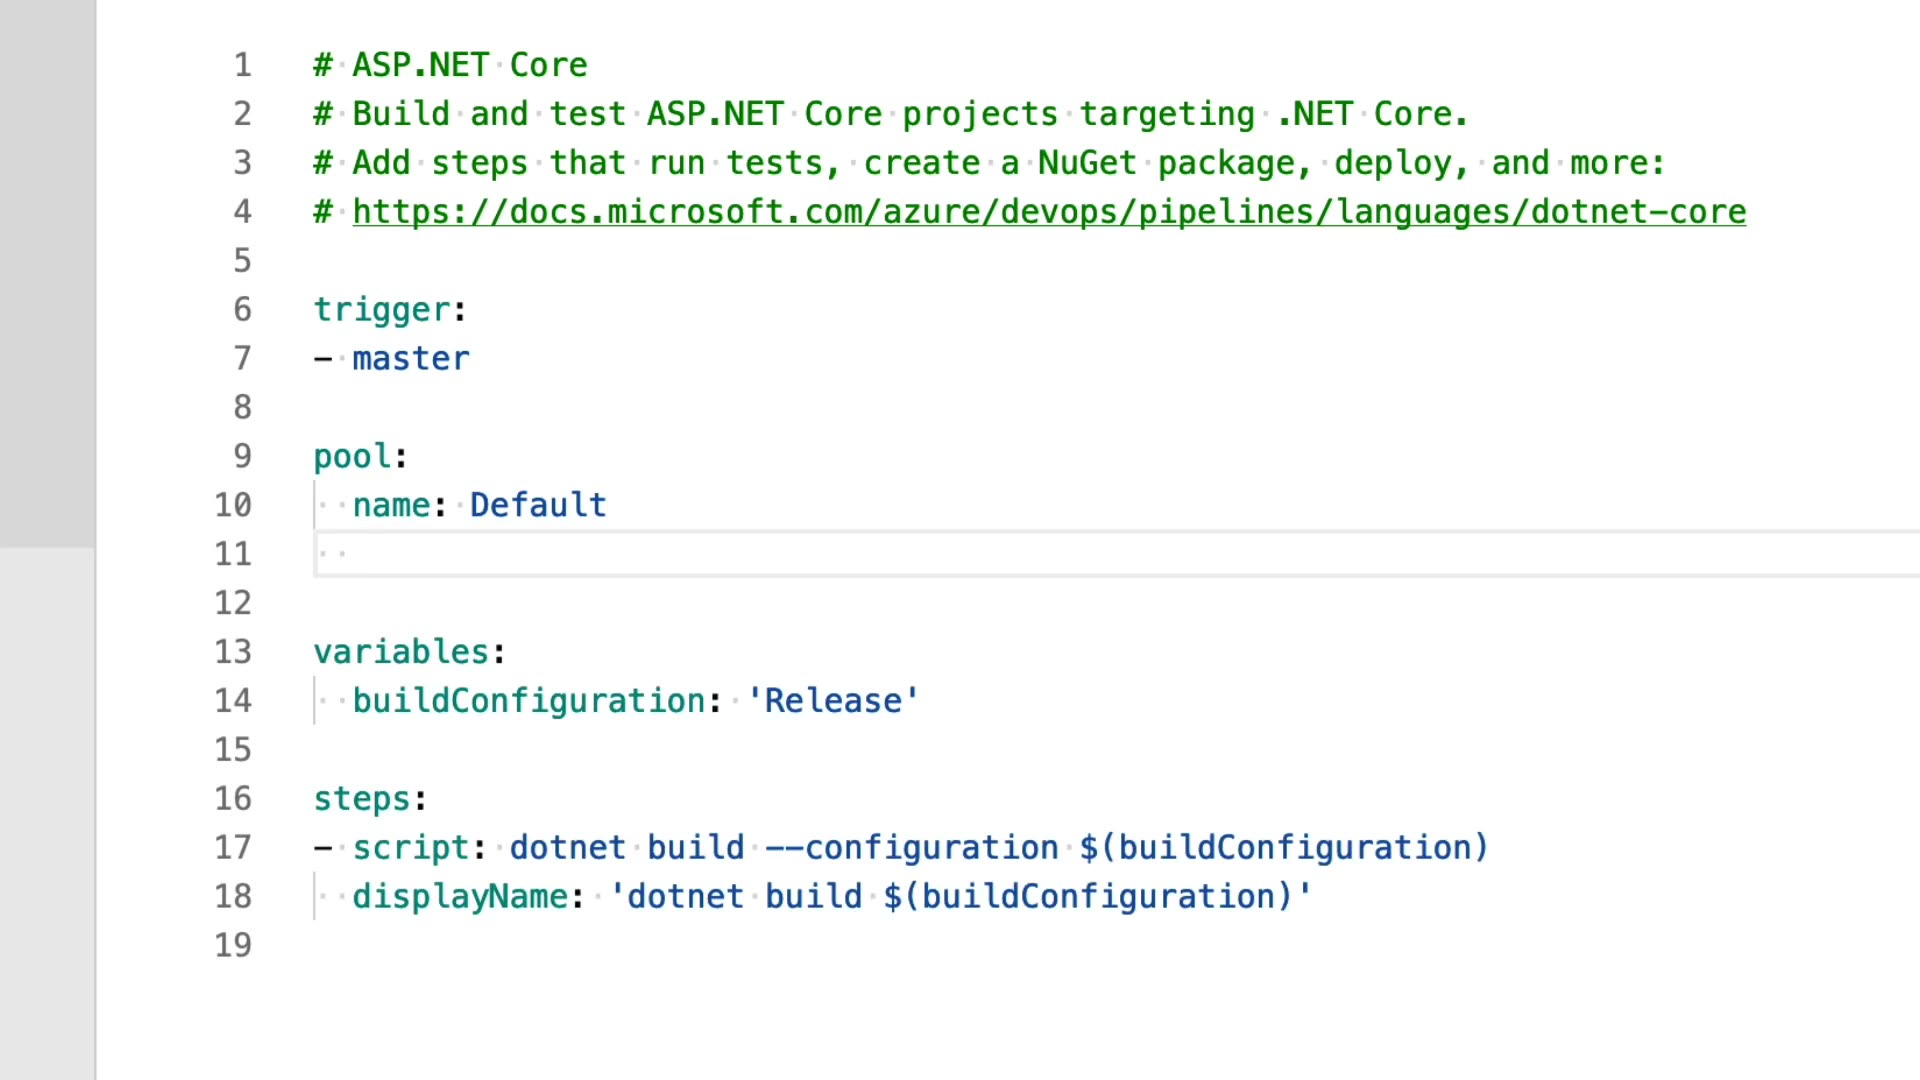 1 # ASP.NET Core
2 # Build and test ASP.NET Core projects targeting .NET Core.
3 # Add steps that run tests, create a NuGet package, deploy, and more:
4 # https://docs.microsoft.com/azure/devops/pipelines/languages/dotnet-core
5
6 trigger:
7 - master
8
9 pool:
10   name: Default
11
12
13 variables:
14   buildConfiguration: 'Release'
15
16 steps:
17 - script: dotnet build --configuration $(buildConfiguration)
18   displayName: 'dotnet build $(buildConfiguration)'
19